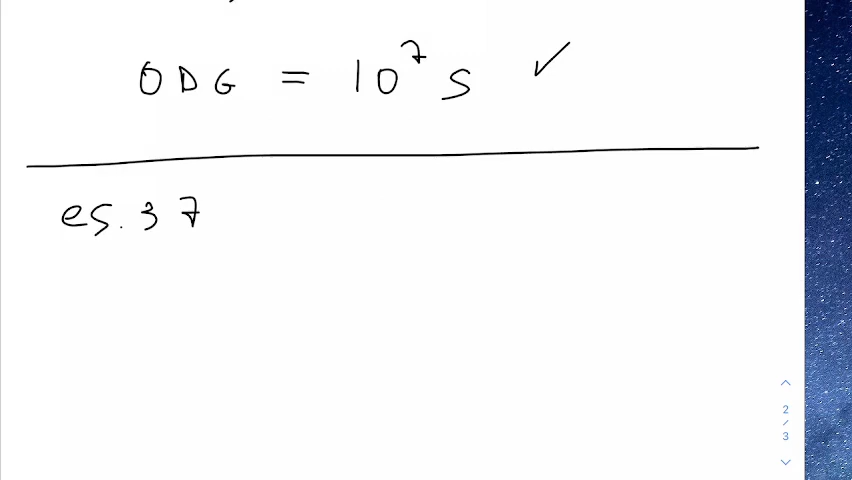 ODG = 10⁷ s ✓
es. 37
2
/
3